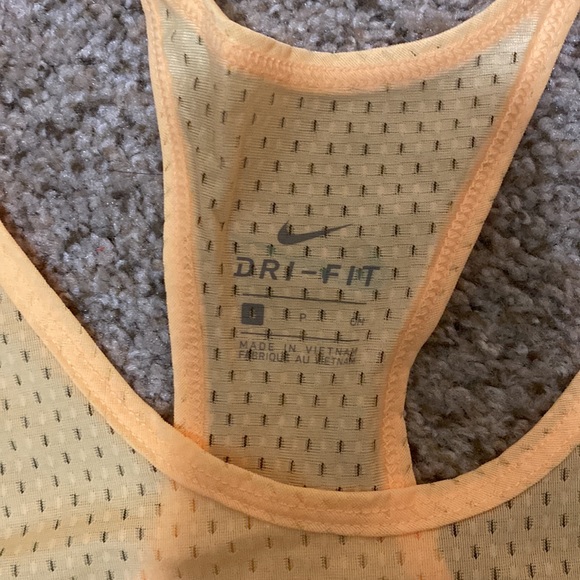 DRI-FIT
P
MADE IN VIETNAM
FABRIQUE AU VIETNAM